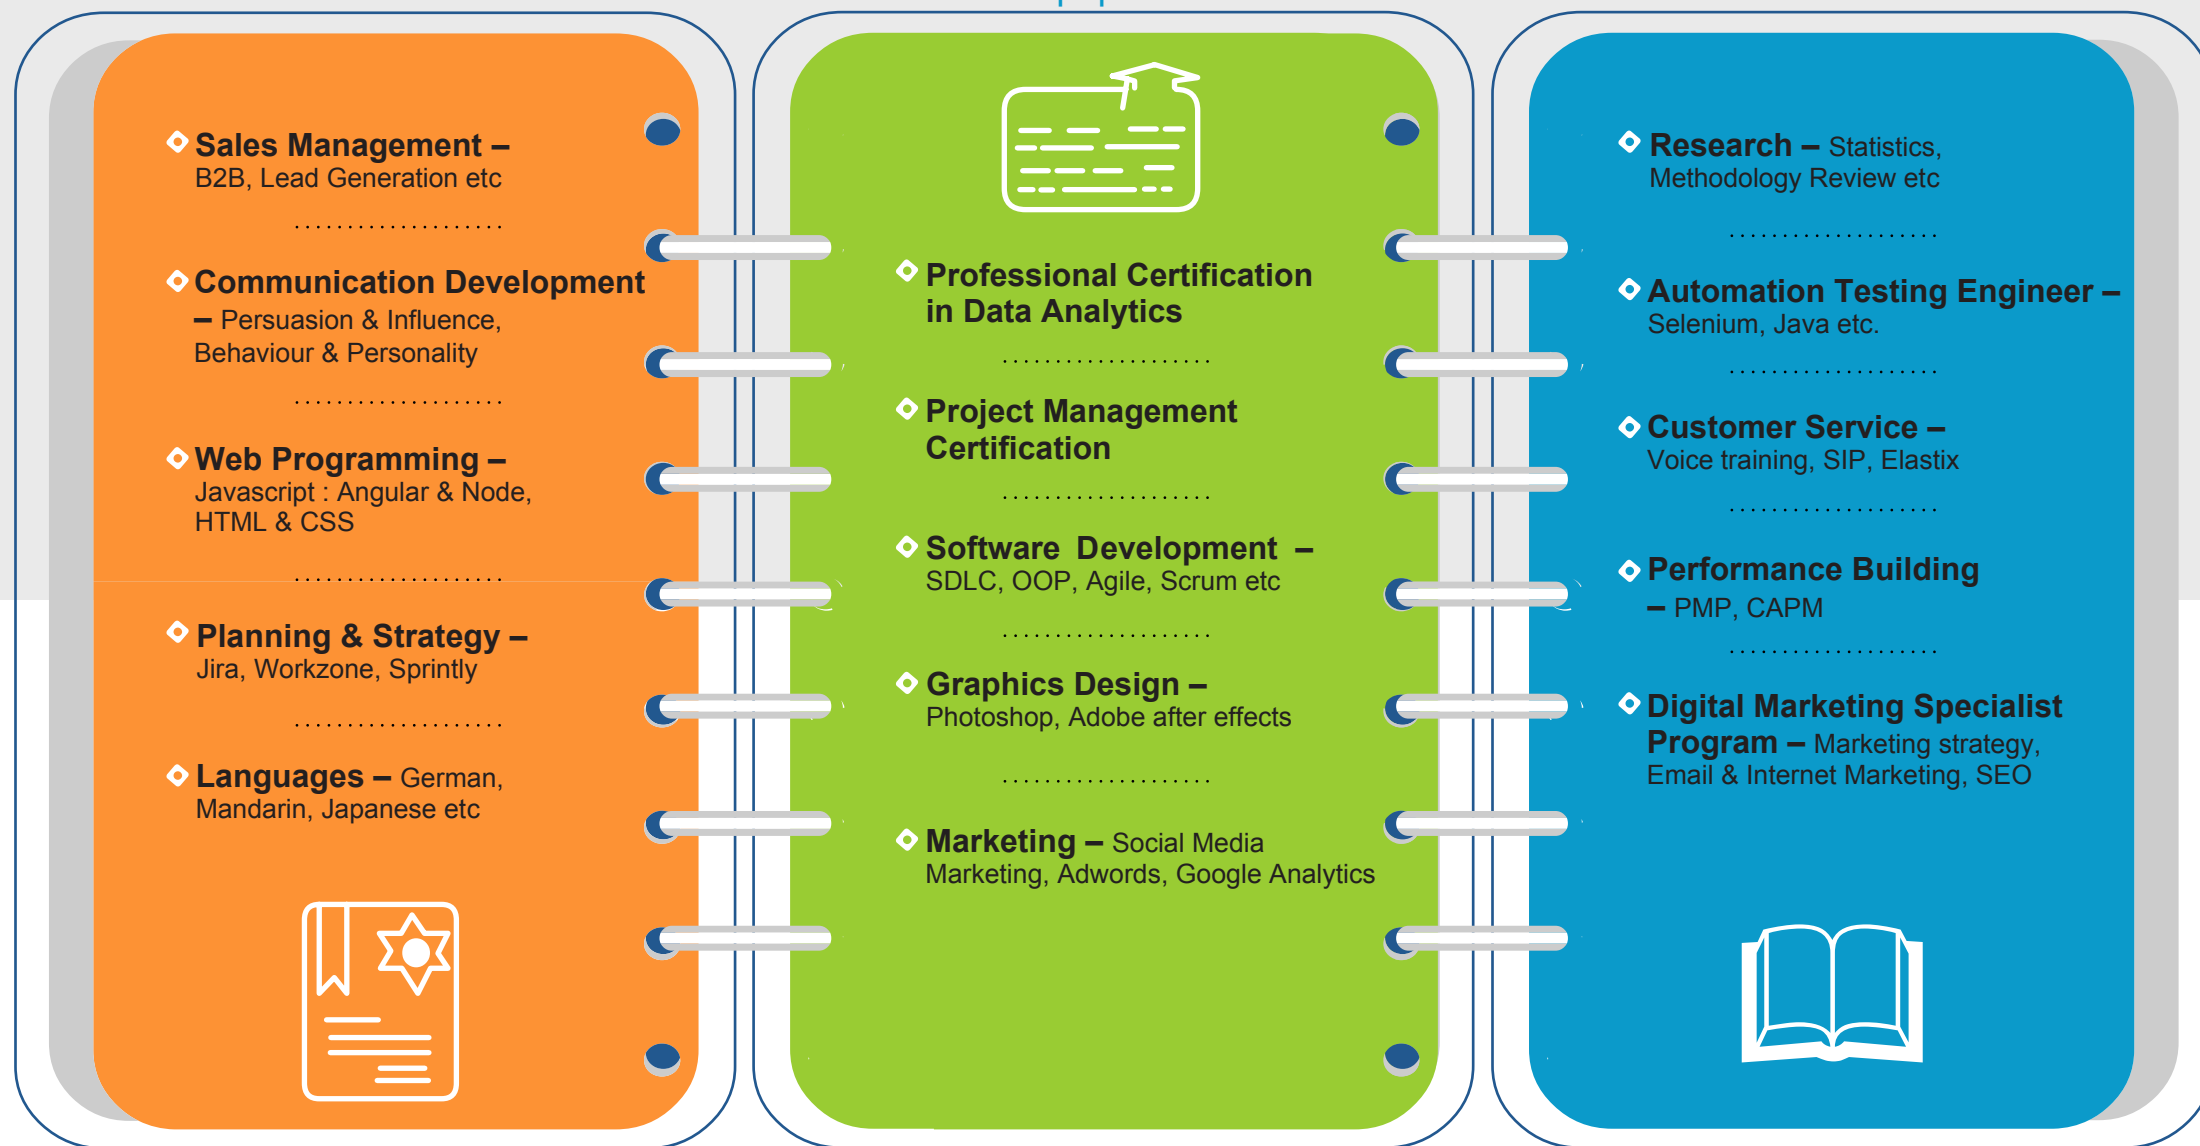 Sales Management –
B2B, Lead Generation etc
Communication Development
– Persuasion & Influence,
Behaviour & Personality
Web Programming –
Javascript : Angular & Node,
HTML & CSS
Planning & Strategy –
Jira, Workzone, Sprintly
Languages – German,
Mandarin, Japanese etc
Professional Certification
in Data Analytics
Project Management
Certification
Software Development –
SDLC, OOP, Agile, Scrum etc
Graphics Design –
Photoshop, Adobe after effects
Marketing – Social Media
Marketing, Adwords, Google Analytics
Research – Statistics,
Methodology Review etc
Automation Testing Engineer –
Selenium, Java etc.
Customer Service –
Voice training, SIP, Elastix
Performance Building
– PMP, CAPM
Digital Marketing Specialist
Program – Marketing strategy,
Email & Internet Marketing, SEO